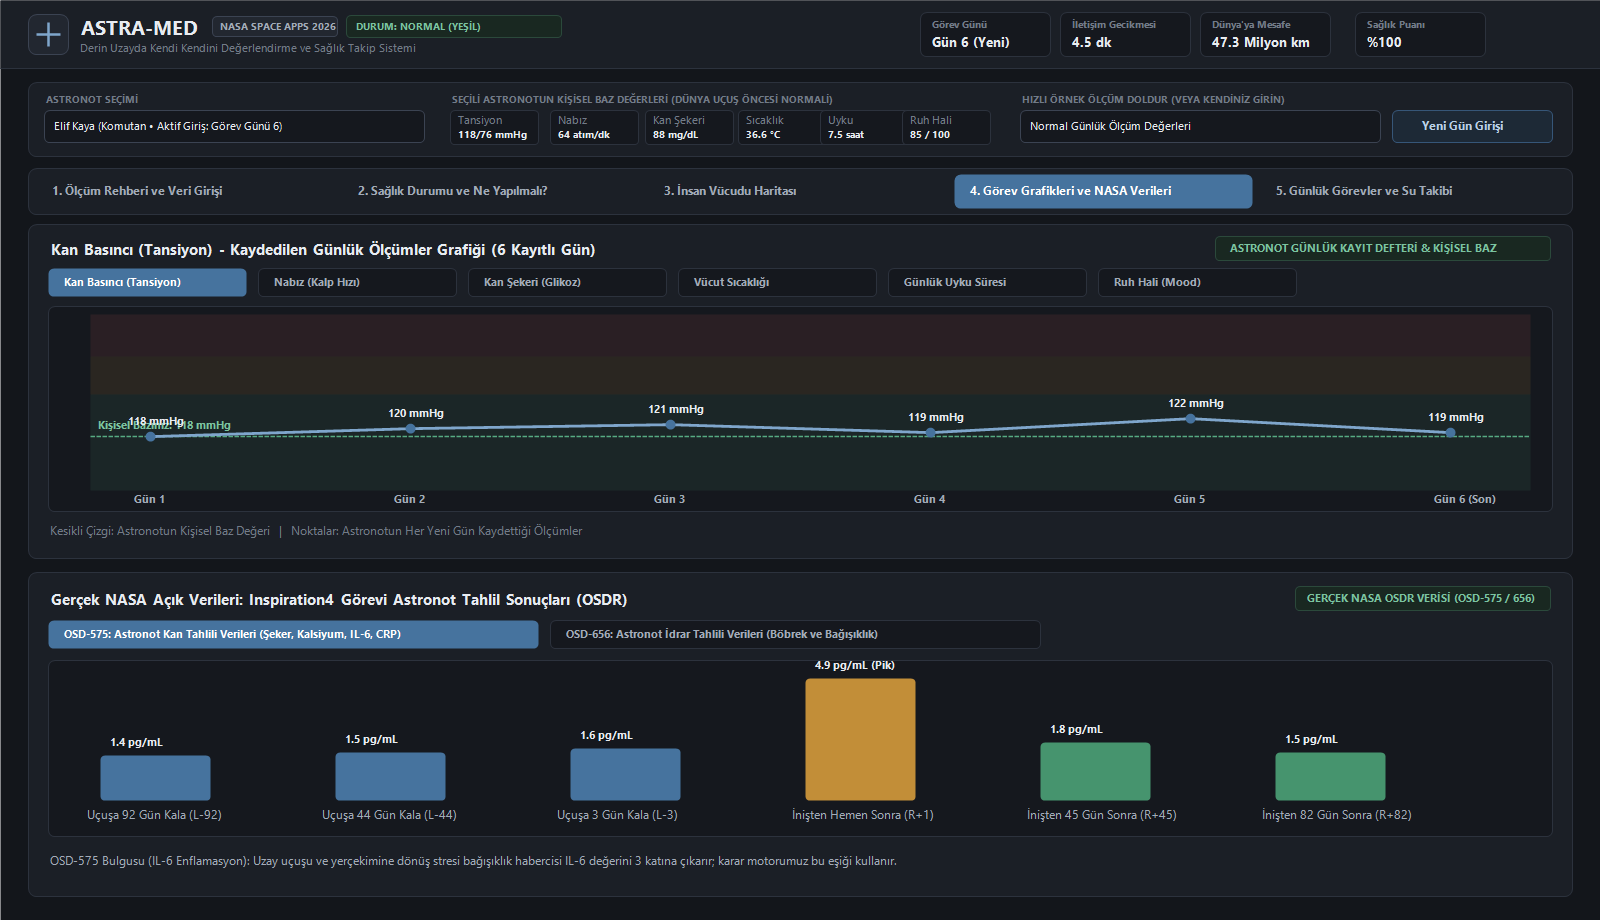 ASTRA-MED
NASA SPACE APPS 2026
DURUM: NORMAL (YEŞİL)
Derin Uzayda Kendi Kendini Değerlendirme ve Sağlık Takip Sistemi
Görev Günü
Gün 6 (Yeni)
İletişim Gecikmesi
4.5 dk
Dünya'ya Mesafe
47.3 Milyon km
Sağlık Puanı
%100
ASTRONOT SEÇİMİ
Elif Kaya (Komutan • Aktif Giriş: Görev Günü 6)
SEÇİLİ ASTRONOTUN KİŞİSEL BAZ DEĞERLERİ (DÜNYA UÇUŞ ÖNCESİ NORMALİ)
Tansiyon
118/76 mmHg
Nabız
64 atım/dk
Kan Şekeri
88 mg/dL
Sıcaklık
36.6 °C
Uyku
7.5 saat
Ruh Hali
85 / 100
HIZLI ÖRNEK ÖLÇÜM DOLDUR (VEYA KENDİNİZ GİRİN)
Normal Günlük Ölçüm Değerleri
Yeni Gün Girişi
1. Ölçüm Rehberi ve Veri Girişi
2. Sağlık Durumu ve Ne Yapılmalı?
3. İnsan Vücudu Haritası
4. Görev Grafikleri ve NASA Verileri
5. Günlük Görevler ve Su Takibi
Kan Basıncı (Tansiyon) - Kaydedilen Günlük Ölçümler Grafiği (6 Kayıtlı Gün)
ASTRONOT GÜNLÜK KAYIT DEFTERİ & KİŞİSEL BAZ
Kan Basıncı (Tansiyon)
Nabız (Kalp Hızı)
Kan Şekeri (Glikoz)
Vücut Sıcaklığı
Günlük Uyku Süresi
Ruh Hali (Mood)
118 mmHg
120 mmHg
121 mmHg
119 mmHg
122 mmHg
119 mmHg
Kişisel Bazınız: 118 mmHg
Gün 1
Gün 2
Gün 3
Gün 4
Gün 5
Gün 6 (Son)
Kesikli Çizgi: Astronotun Kişisel Baz Değeri | Noktalar: Astronotun Her Yeni Gün Kaydettiği Ölçümler
Gerçek NASA Açık Verileri: Inspiration4 Görevi Astronot Tahlil Sonuçları (OSDR)
GERÇEK NASA OSDR VERİSİ (OSD-575 / 656)
OSD-575: Astronot Kan Tahlili Verileri (Şeker, Kalsiyum, IL-6, CRP)
OSD-656: Astronot İdrar Tahlili Verileri (Böbrek ve Bağışıklık)
1.4 pg/mL
1.5 pg/mL
1.6 pg/mL
4.9 pg/mL (Pik)
1.8 pg/mL
1.5 pg/mL
Uçuşa 92 Gün Kala (L-92)
Uçuşa 44 Gün Kala (L-44)
Uçuşa 3 Gün Kala (L-3)
İnişten Hemen Sonra (R+1)
İnişten 45 Gün Sonra (R+45)
İnişten 82 Gün Sonra (R+82)
OSD-575 Bulgusu (IL-6 Enflamasyon): Uzay uçuşu ve yerçekimine dönüş stresi bağışıklık habercisi IL-6 değerini 3 katına çıkarır; karar motorumuz bu eşiği kullanır.